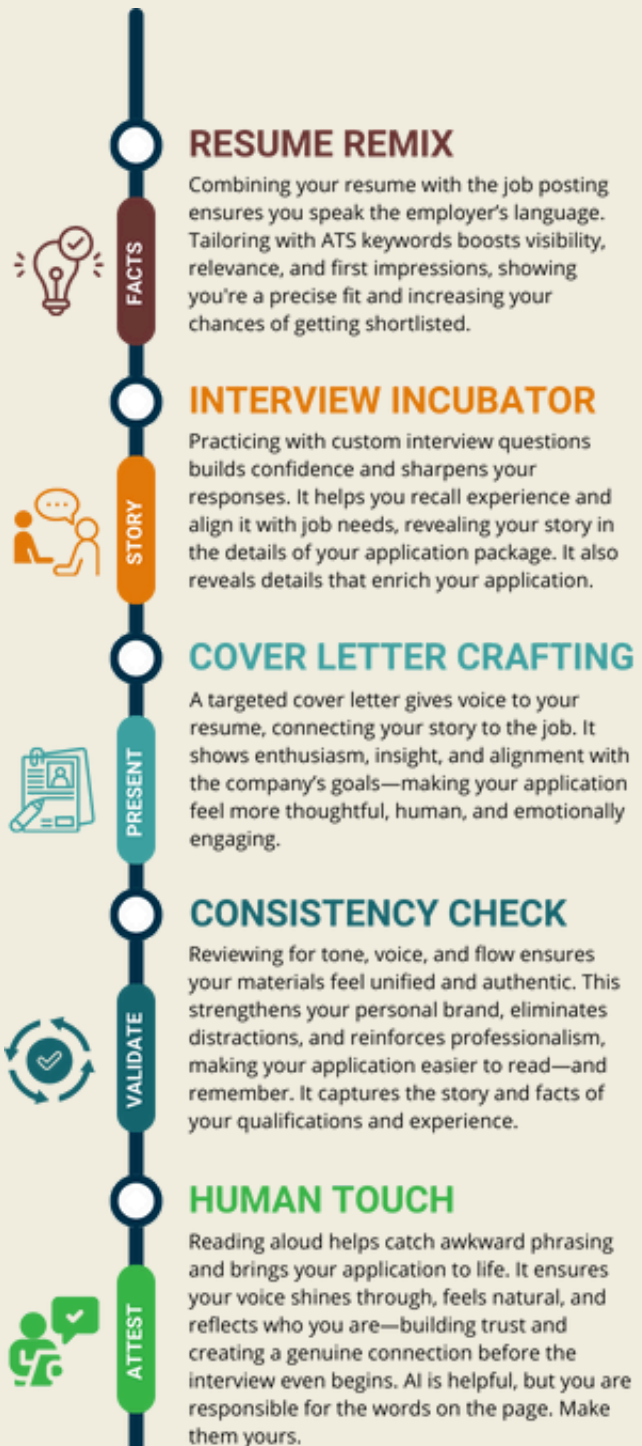 RESUME REMIX
Combining your resume with the job posting
ensures you speak the employer's language.
Tailoring with ATS keywords boosts visibility,
relevance, and first impressions, showing
you're a precise fit and increasing your
chances of getting shortlisted.
FACTS
INTERVIEW INCUBATOR
Practicing with custom interview questions
builds confidence and sharpens your
responses. It helps you recall experience and
align it with job needs, revealing your story in
the details of your application package. It also
reveals details that enrich your application.
STORY
COVER LETTER CRAFTING
A targeted cover letter gives voice to your
resume, connecting your story to the job. It
shows enthusiasm, insight, and alignment with
the company's goals—making your application
feel more thoughtful, human, and emotionally
engaging.
PRESENT
CONSISTENCY CHECK
Reviewing for tone, voice, and flow ensures
your materials feel unified and authentic. This
strengthens your personal brand, eliminates
distractions, and reinforces professionalism,
making your application easier to read—and
remember. It captures the story and facts of
your qualifications and experience.
VALIDATE
HUMAN TOUCH
Reading aloud helps catch awkward phrasing
and brings your application to life. It ensures
your voice shines through, feels natural, and
reflects who you are—building trust and
creating a genuine connection before the
interview even begins. AI is helpful, but you are
responsible for the words on the page. Make
them yours.
ATTEST